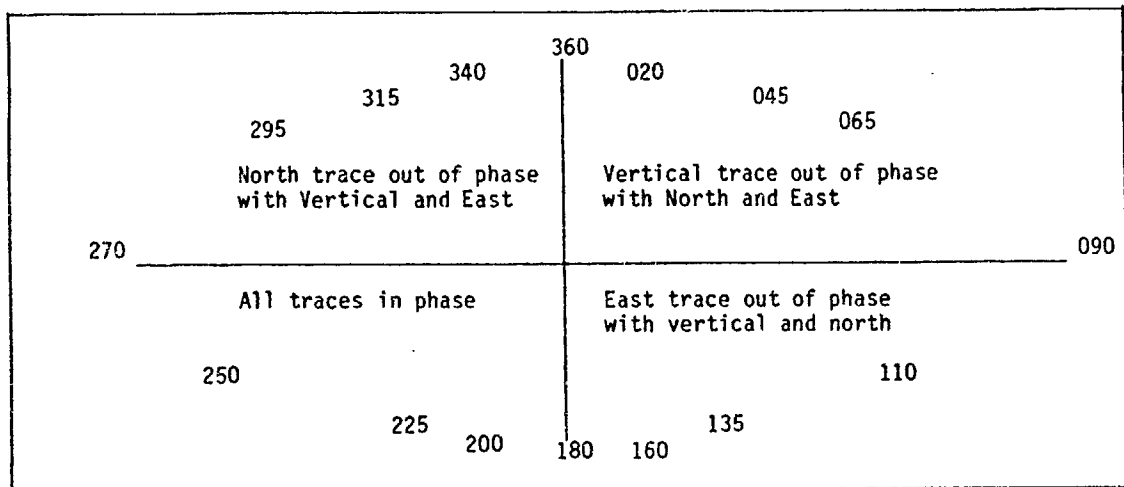 360
340
020
315
045
295
065
North trace out of phase
with Vertical and East
Vertical trace out of phase
with North and East
270
090
All traces in phase
East trace out of phase
with vertical and north
250
110
225
135
200
180
160